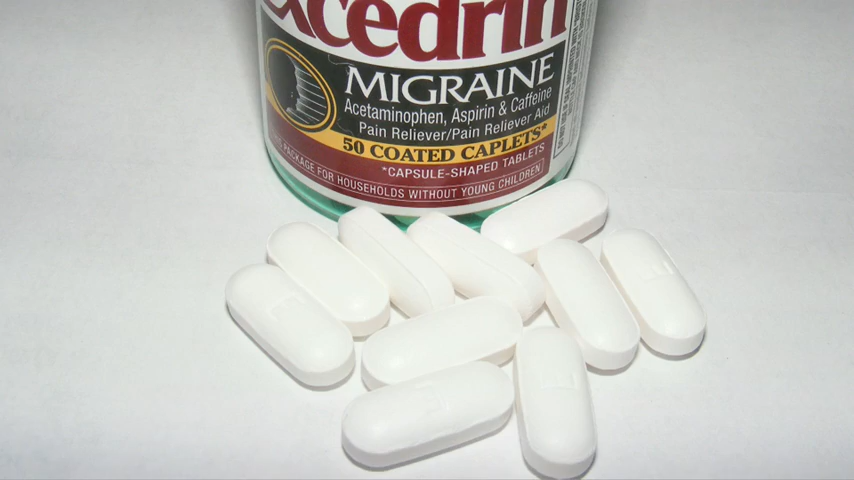 Excedrin
MIGRAINE
Acetaminophen, Aspirin & Caffeine
Pain Reliever/Pain Reliever Aid
50 COATED CAPLETS*
*CAPSULE-SHAPED TABLETS
PACKAGE FOR HOUSEHOLDS WITHOUT YOUNG CHILDREN